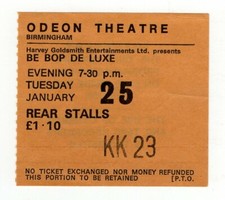 ODEON THEATRE
BIRMINGHAM
Harvey Goldsmith Entertainments Ltd. presents
BE BOP DE LUXE
EVENING 7-30 p.m.
TUESDAY
JANUARY 25
REAR STALLS
£1·10
KK 23
NO TICKET EXCHANGED NOR MONEY REFUNDED
THIS PORTION TO BE RETAINED [P.T.O.